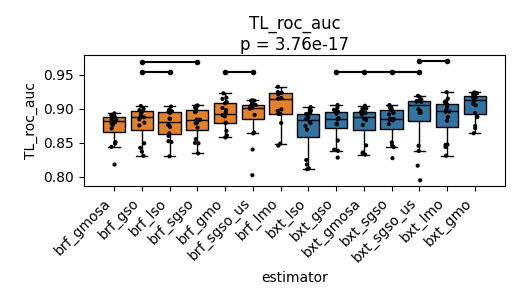 TL_roc_auc
p = 3.76e-17
TL_roc_auc
0.95
0.90
0.85
0.80
brf_gmosa
brf_gso
brf_lso
brf_sgso
brf_gmo
brf_sgso_us
brf_lmo
bxt_lso
bxt_gso
bxt_gmosa
bxt_sgso
bxt_sgso_us
bxt_lmo
bxt_gmo
estimator